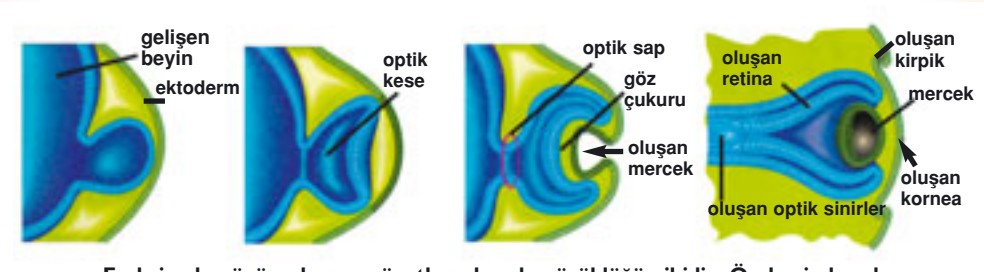 gelişen
beyin
ektoderm
optik
kese
optik sap
göz
çukuru
oluşan
mercek
oluşan
retina
oluşan
kirpik
mercek
oluşan
kornea
oluşan optik sinirler